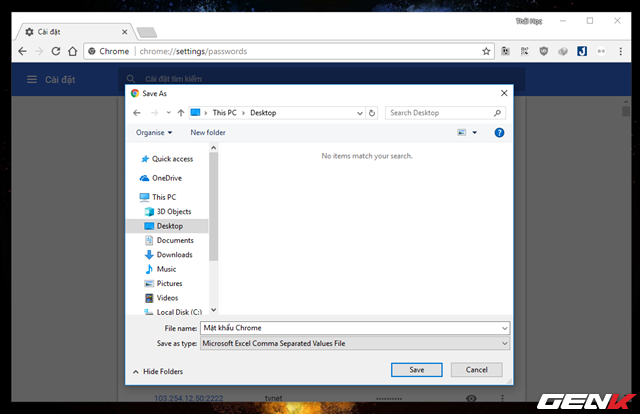 Thái Học
Cài đặt
Chrome | chrome://settings/passwords
Cài đặt
Cài đặt tìm kiếm
Save As
This PC > Desktop
Search Desktop
Organise
New folder
No items match your search.
Quick access
OneDrive
This PC
3D Objects
Desktop
Documents
Downloads
Music
Pictures
Videos
Local Disk (C:)
File name: Mật khẩu Chrome
Save as type: Microsoft Excel Comma Separated Values File
Hide Folders
Save
Cancel
103.254.12.50:2222
tvnet
••••••••••
GENK